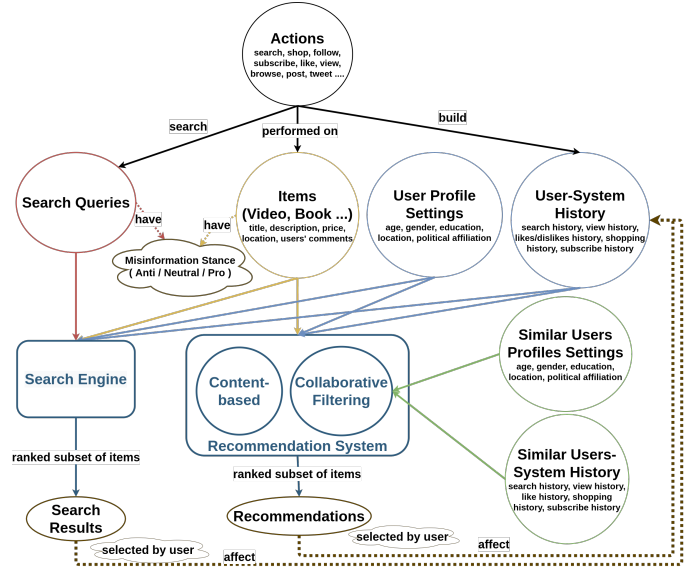 Actions
search, shop, follow,
subscribe, like, view,
browse, post, tweet ....
search
performed on
build
Search Queries
have
have
Items
(Video, Book ...)
title, description, price,
location, users' comments
User Profile
Settings
age, gender, education,
location, political affiliation
User-System
History
search history, view history,
likes/dislikes history, shopping
history, subscribe history
Misinformation Stance
( Anti / Neutral / Pro )
Search Engine
Content-
based
Collaborative
Filtering
Recommendation System
Similar Users
Profiles Settings
age, gender, education,
location, political affiliation
Similar Users-
System History
search history, view history,
like history, shopping
history, subscribe history
ranked subset of items
ranked subset of items
Search
Results
Recommendations
selected by user
selected by user
affect
affect